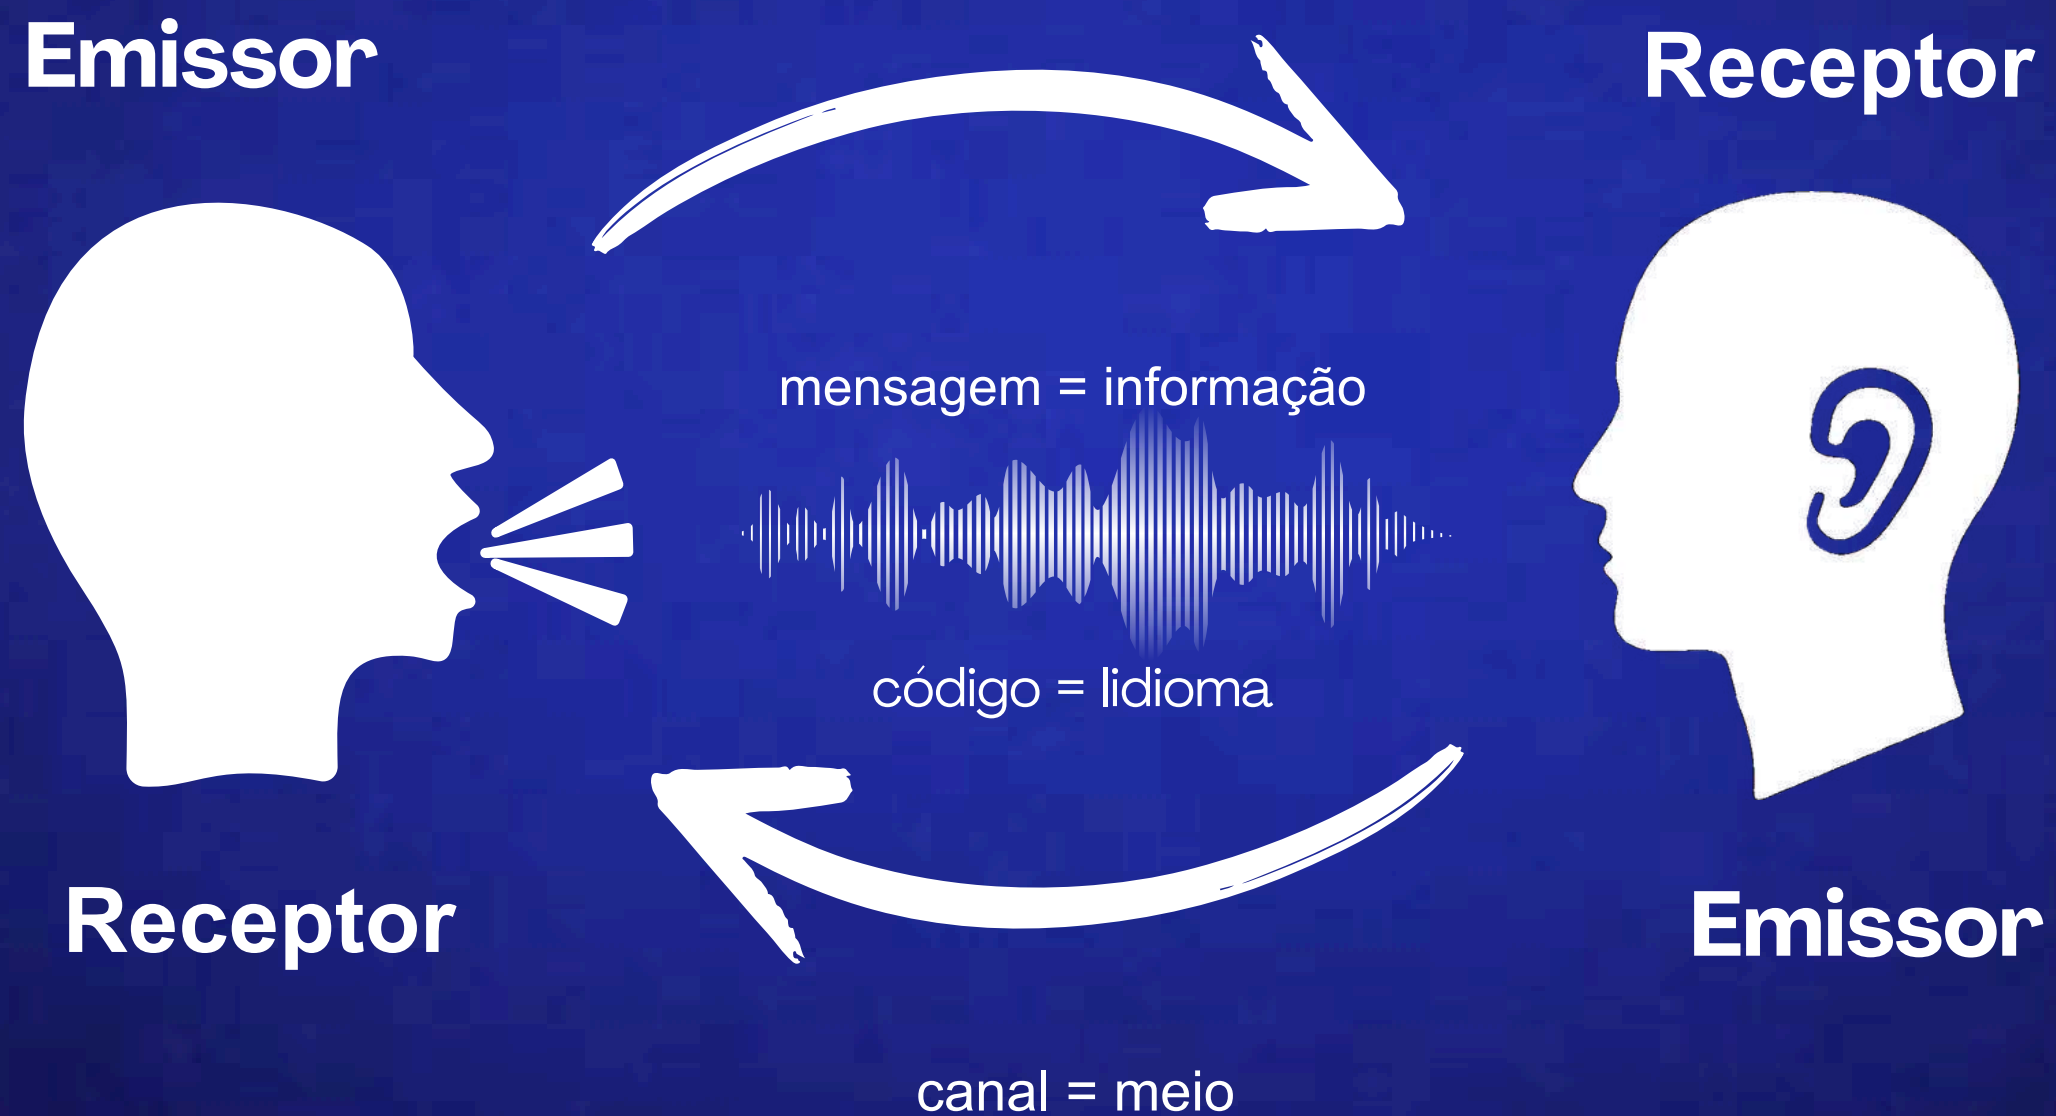 Emissor
Receptor
mensagem = informação
código = lidioma
Receptor
Emissor
canal = meio